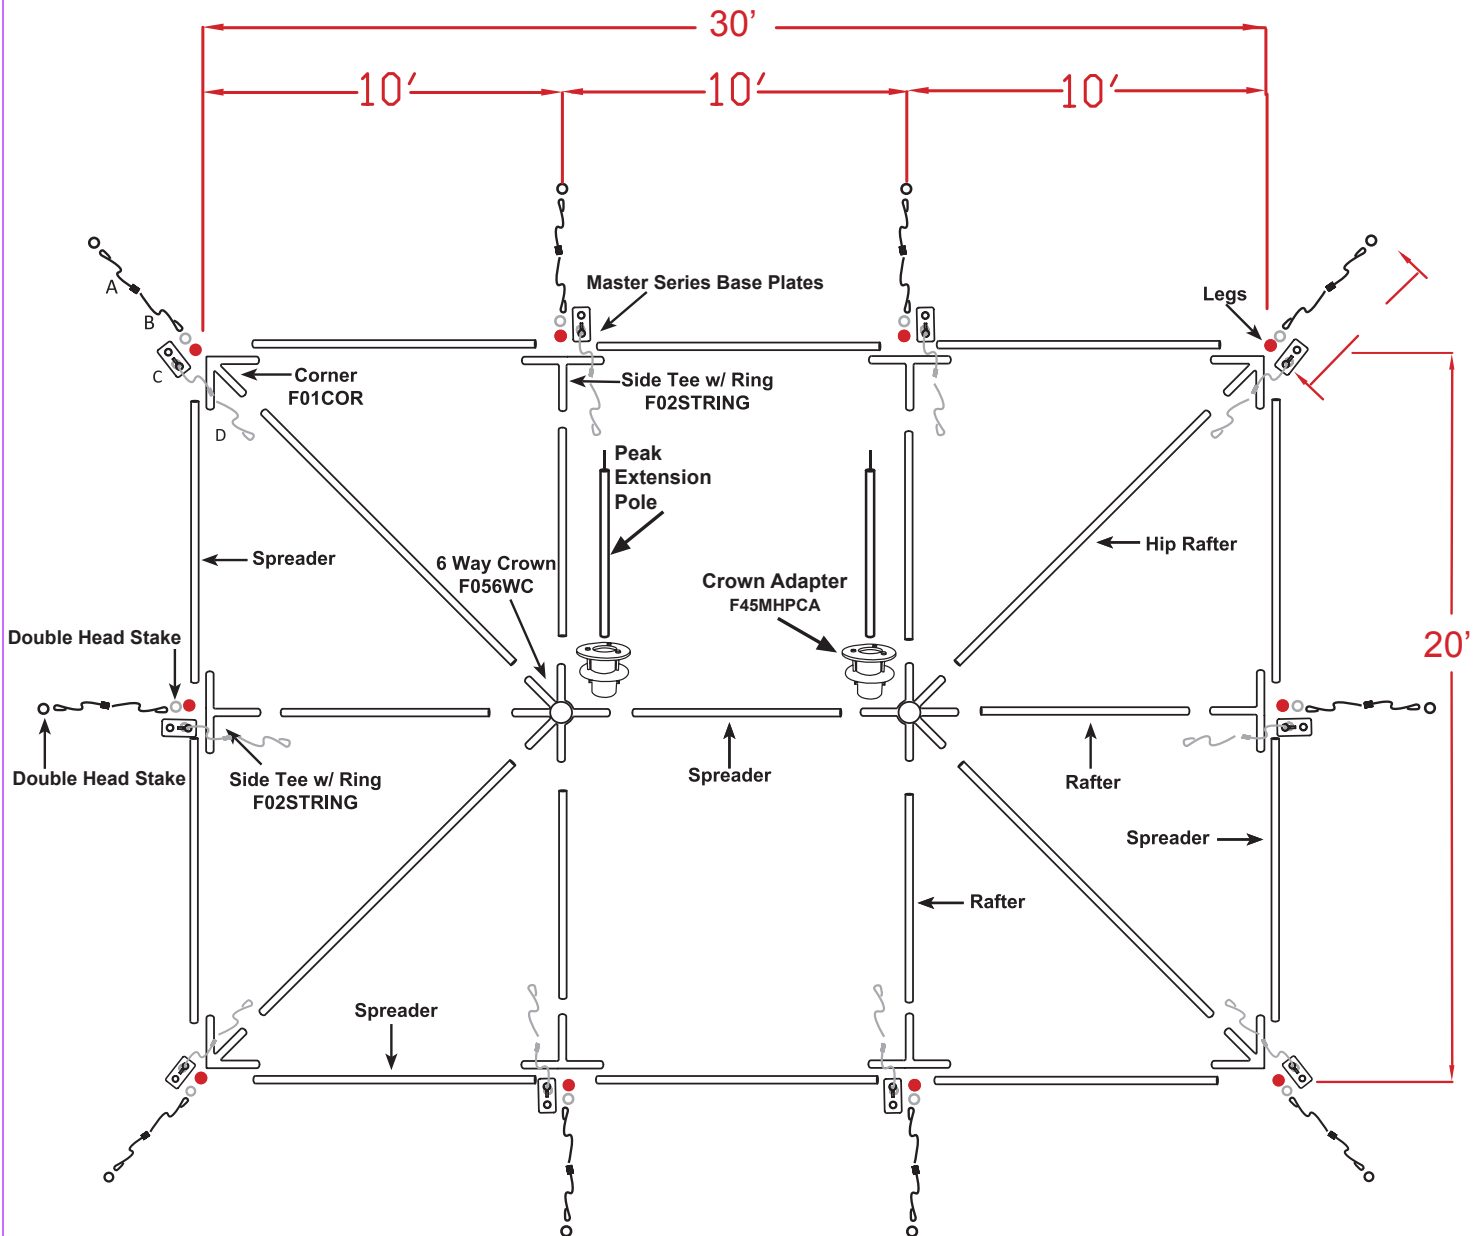 30’
10′
10′
10′
A
B
C
D
Master Series Base Plates
Legs
Corner
F01COR
Side Tee w/ Ring
F02STRING
Peak
Extension
Pole
Spreader
6 Way Crown
F056WC
Hip Rafter
Crown Adapter
F45MHPCA
Double Head Stake
20’
Double Head Stake
Side Tee w/ Ring
F02STRING
Spreader
Rafter
Spreader
Rafter
Spreader